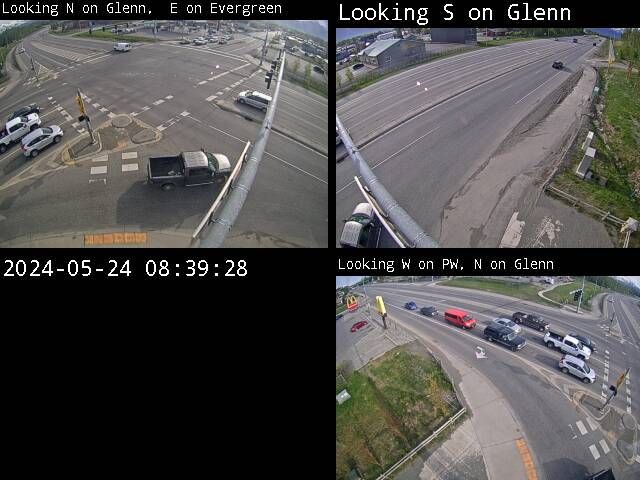 Looking N on Glenn,  E on Evergreen
Looking S on Glenn
2024-05-24 08:39:28
Looking W on PW, N on Glenn